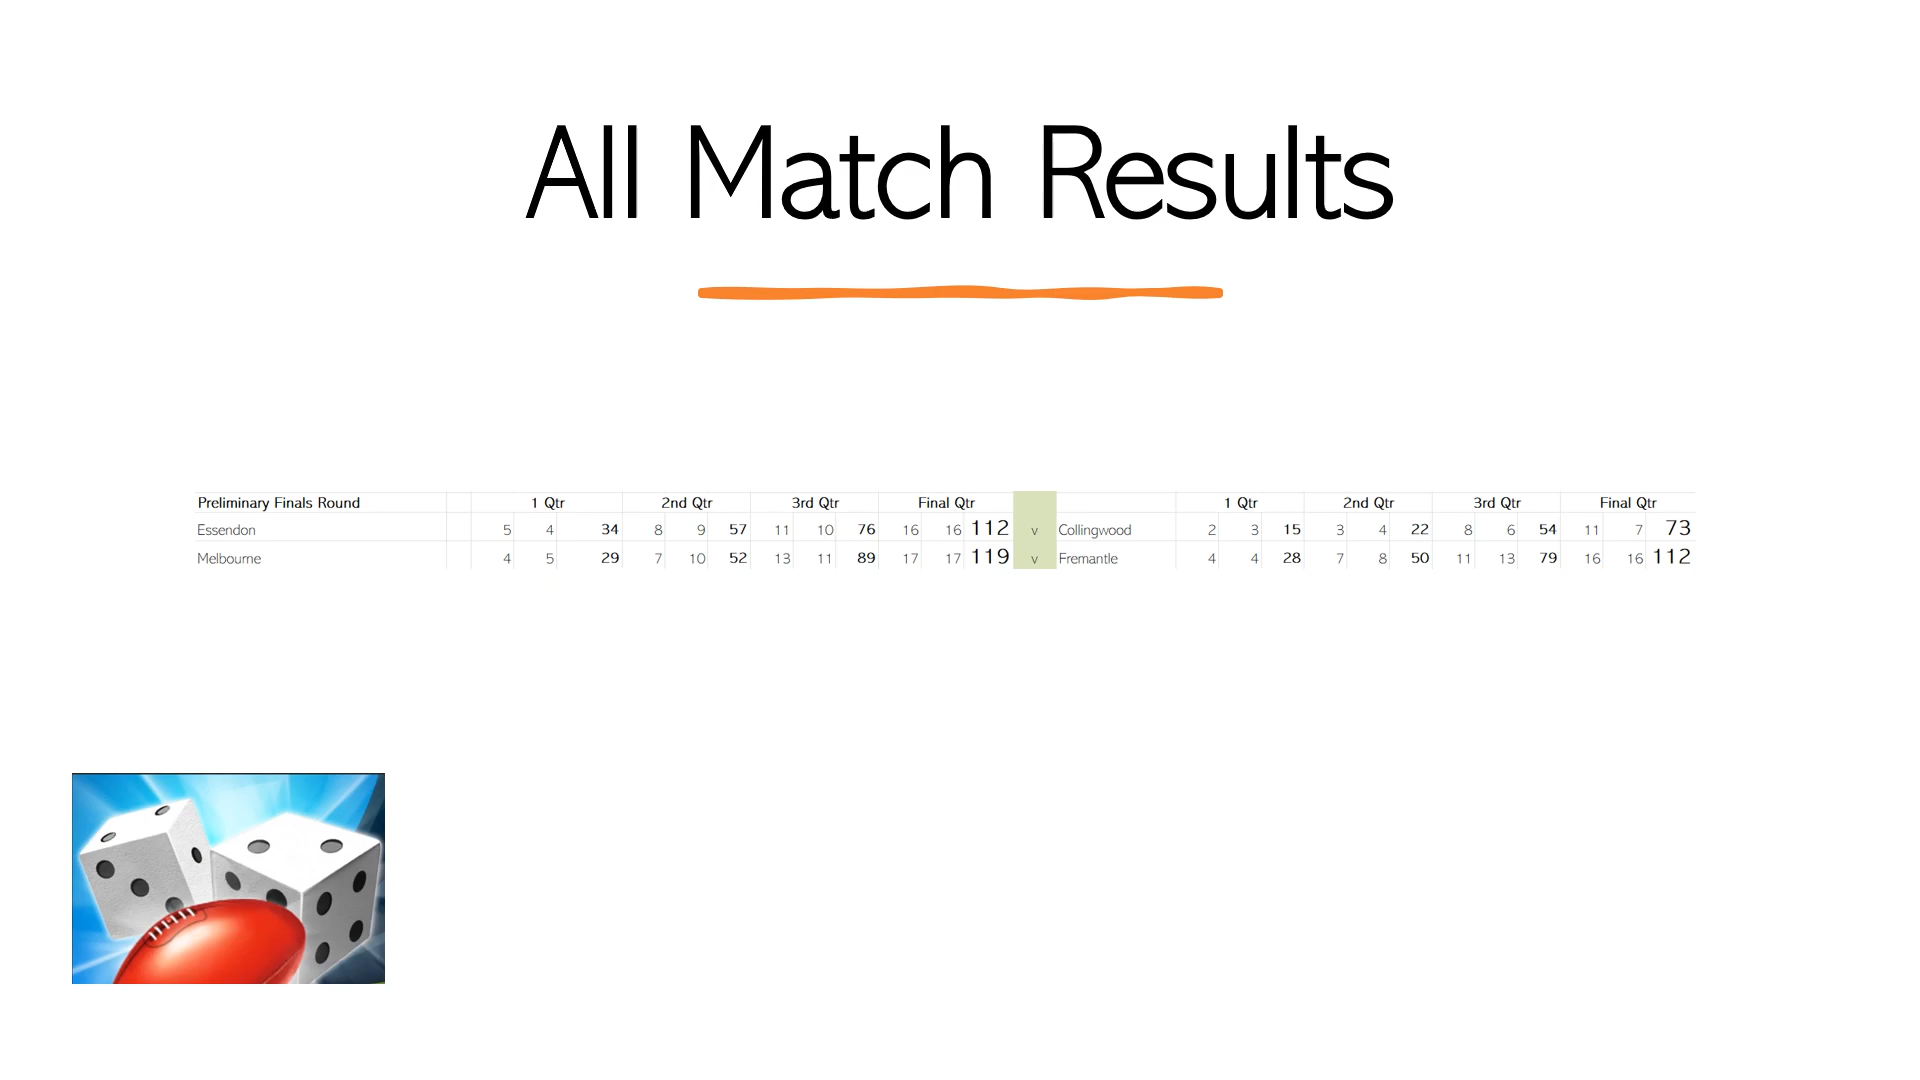 All Match Results
Preliminary Finals Round 1 Qtr 2nd Qtr 3rd Qtr Final Qtr 1 Qtr 2nd Qtr 3rd Qtr Final Qtr
Essendon 5 4 34 8 9 57 11 10 76 16 16 112 v Collingwood 2 3 15 3 4 22 8 6 54 11 7 73
Melbourne 4 5 29 7 10 52 13 11 89 17 17 119 v Fremantle 4 4 28 7 8 50 11 13 79 16 16 112